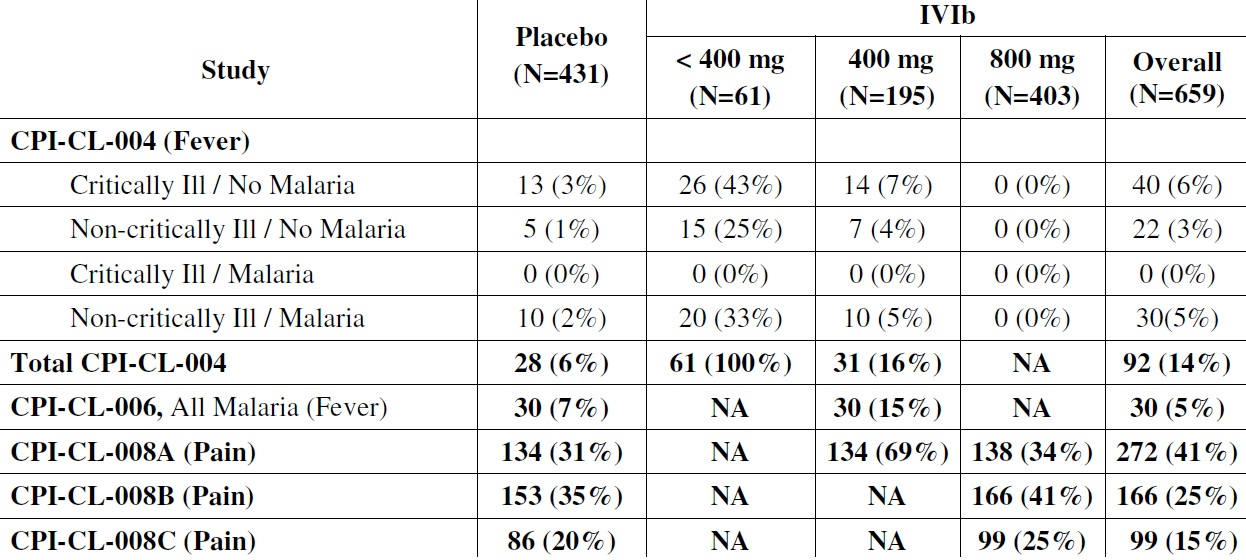 Study Placebo (N=431) IVIb
< 400 mg (N=61) 400 mg (N=195) 800 mg (N=403) Overall (N=659)
CPI-CL-004 (Fever)
Critically Ill / No Malaria 13 (3%) 26 (43%) 14 (7%) 0 (0%) 40 (6%)
Non-critically Ill / No Malaria 5 (1%) 15 (25%) 7 (4%) 0 (0%) 22 (3%)
Critically Ill / Malaria 0 (0%) 0 (0%) 0 (0%) 0 (0%) 0 (0%)
Non-critically Ill / Malaria 10 (2%) 20 (33%) 10 (5%) 0 (0%) 30(5%)
Total CPI-CL-004 28 (6%) 61 (100%) 31 (16%) NA 92 (14%)
CPI-CL-006, All Malaria (Fever) 30 (7%) NA 30 (15%) NA 30 (5%)
CPI-CL-008A (Pain) 134 (31%) NA 134 (69%) 138 (34%) 272 (41%)
CPI-CL-008B (Pain) 153 (35%) NA NA 166 (41%) 166 (25%)
CPI-CL-008C (Pain) 86 (20%) NA NA 99 (25%) 99 (15%)